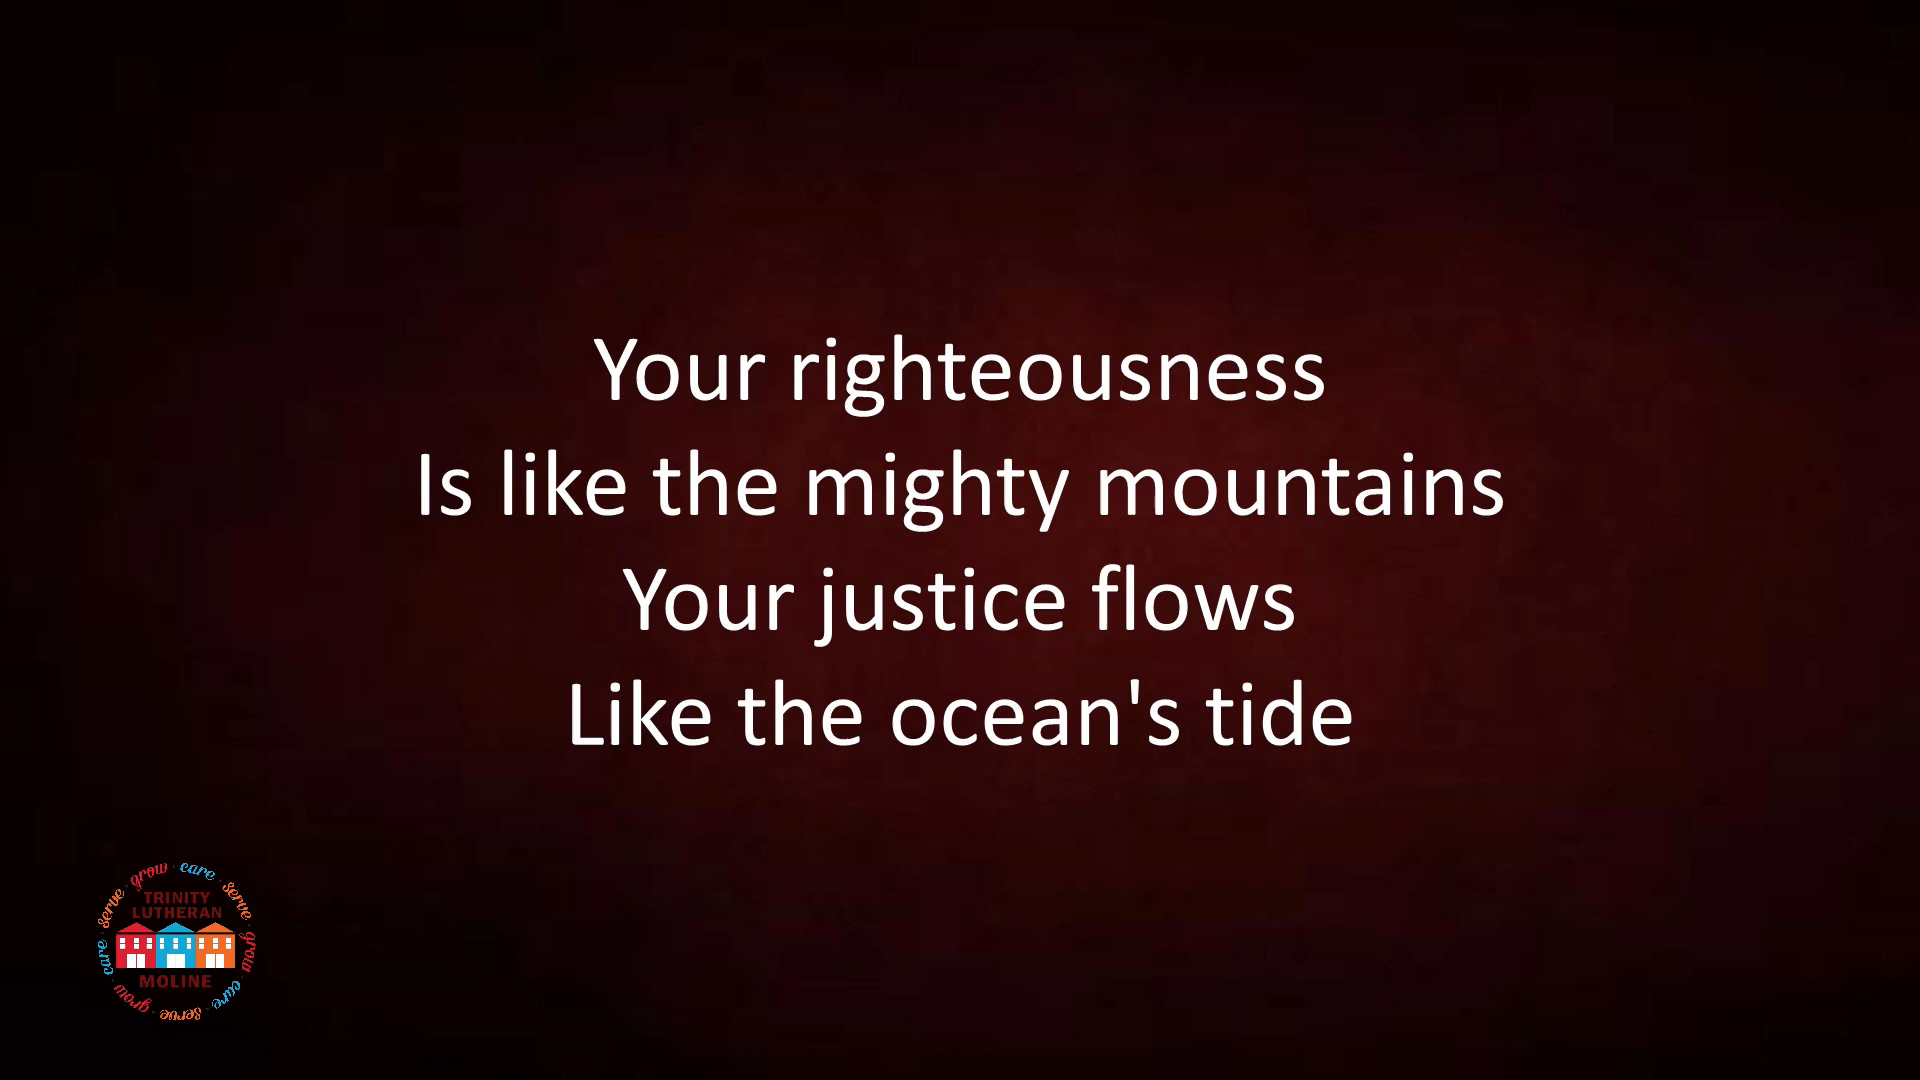 Your righteousness
Is like the mighty mountains
Your justice flows
Like the ocean's tide
grow · care · serve · grow · care · serve · grow · care · serve
TRINITY
LUTHERAN
MOLINE